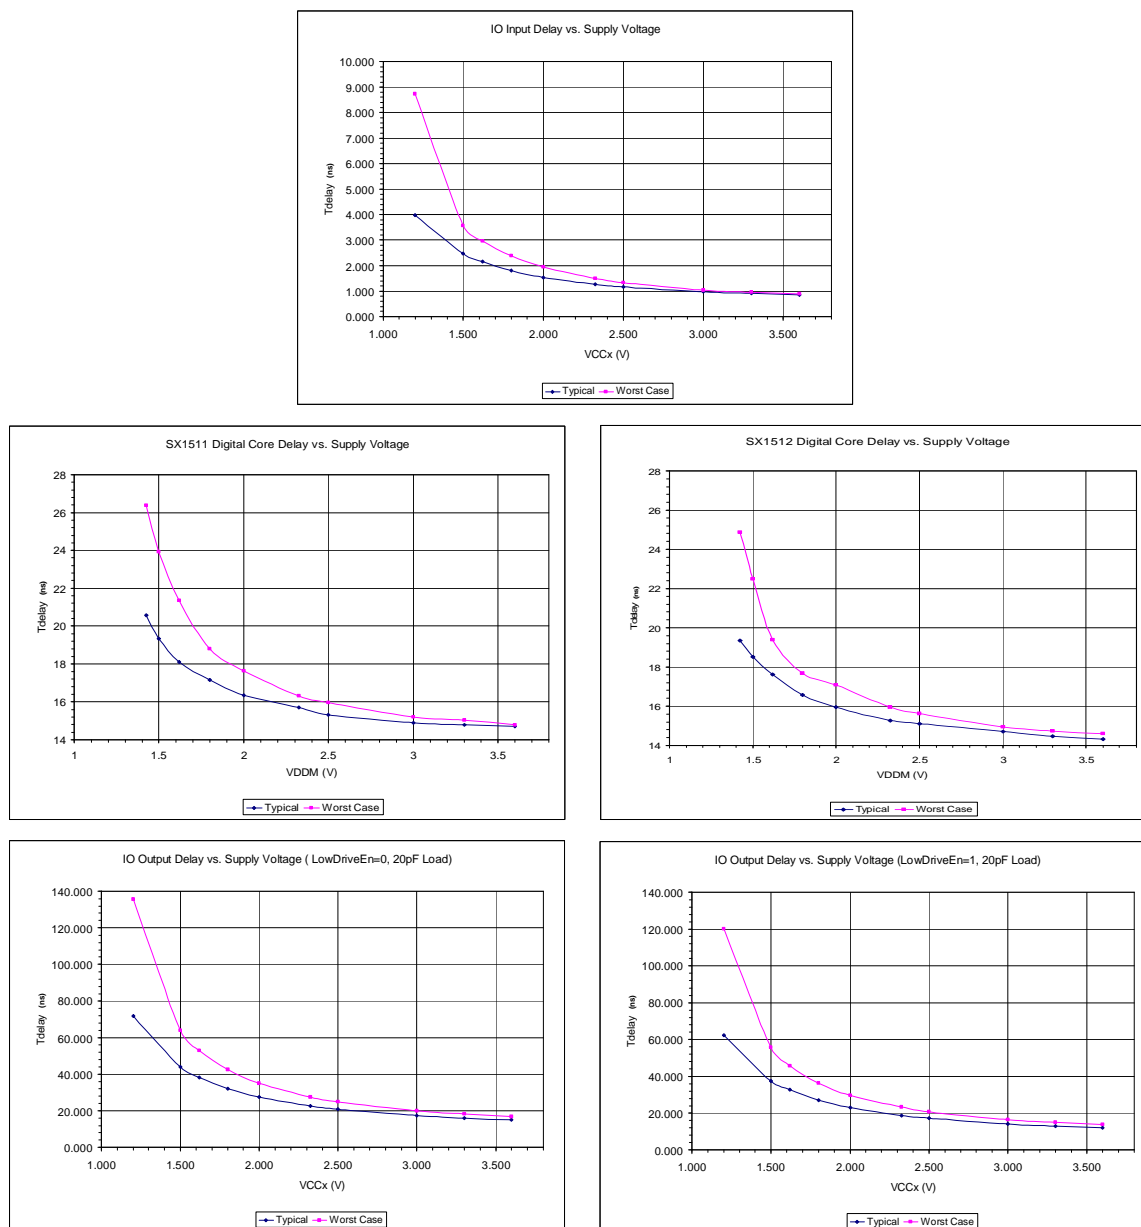 IO Input Delay vs. Supply Voltage
10.000
9.000
8.000
7.000
6.000
5.000
4.000
3.000
2.000
1.000
0.000
Tdelay (ns)
1.000 1.500 2.000 2.500 3.000 3.500
VCCx (V)
Typical Worst Case
SX1511 Digital Core Delay vs. Supply Voltage
28
26
24
22
20
18
16
14
Tdelay (ns)
1 1.5 2 2.5 3 3.5
VDDM (V)
Typical Worst Case
SX1512 Digital Core Delay vs. Supply Voltage
28
26
24
22
20
18
16
14
Tdelay (ns)
1 1.5 2 2.5 3 3.5
VDDM (V)
Typical Worst Case
IO Output Delay vs. Supply Voltage ( LowDriveEn=0, 20pF Load)
140.000
120.000
100.000
80.000
60.000
40.000
20.000
0.000
Tdelay (ns)
1.000 1.500 2.000 2.500 3.000 3.500
VCCx (V)
Typical Worst Case
IO Output Delay vs. Supply Voltage (LowDriveEn=1, 20pF Load)
140.000
120.000
100.000
80.000
60.000
40.000
20.000
0.000
Tdelay (ns)
1.000 1.500 2.000 2.500 3.000 3.500
VCCx (V)
Typical Worst Case